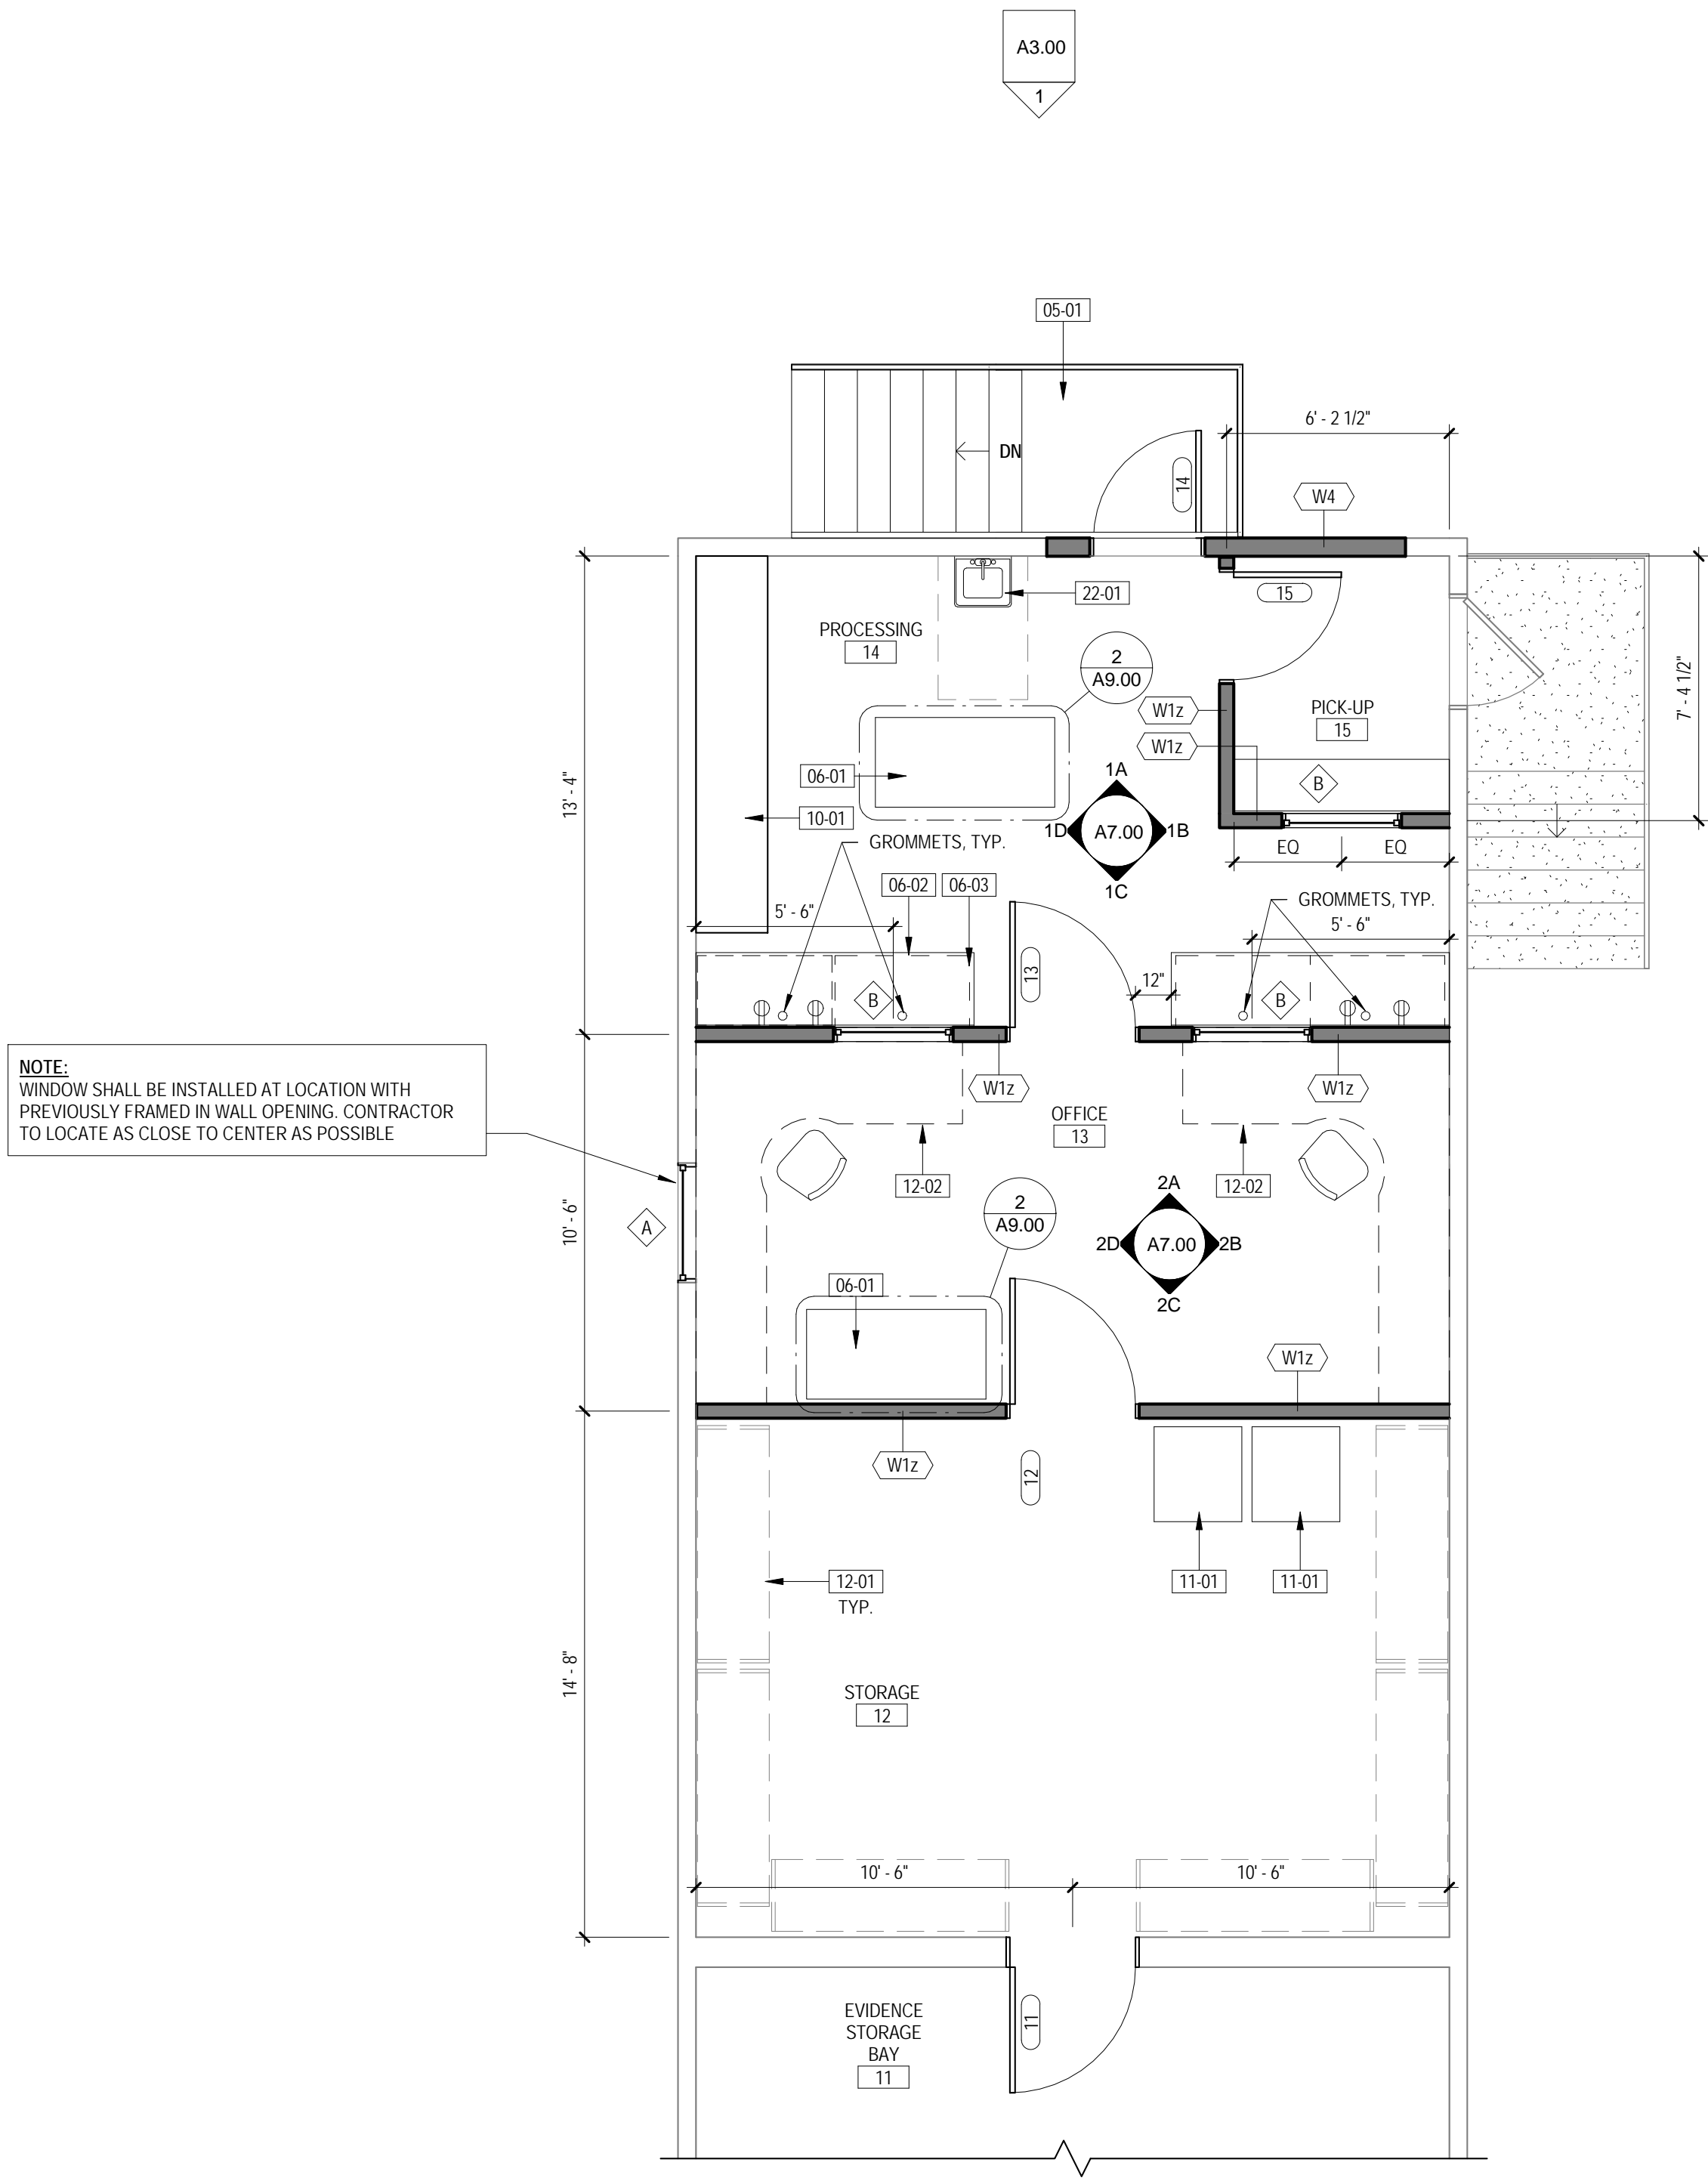 A3.00
1
05-01
6' - 2 1/2"
DN
14
W4
22-01
15
PROCESSING
14
2
A9.00
7' - 4 1/2"
W1z
PICK-UP
15
W1z
13' - 4"
06-01
1A
B
10-01
1D
A7.00
1B
GROMMETS, TYP.
EQ
EQ
06-02
06-03
1C
GROMMETS, TYP.
5' - 6"
5' - 6"
13
12"
B
B
NOTE:
WINDOW SHALL BE INSTALLED AT LOCATION WITH
PREVIOUSLY FRAMED IN WALL OPENING. CONTRACTOR
TO LOCATE AS CLOSE TO CENTER AS POSSIBLE
W1z
W1z
OFFICE
13
12-02
12-02
2A
2
A9.00
10' - 6"
A
2D
A7.00
2B
06-01
2C
W1z
W1z
12
12-01
TYP.
11-01
11-01
14' - 8"
STORAGE
12
10' - 6"
10' - 6"
EVIDENCE
STORAGE
BAY
11
11